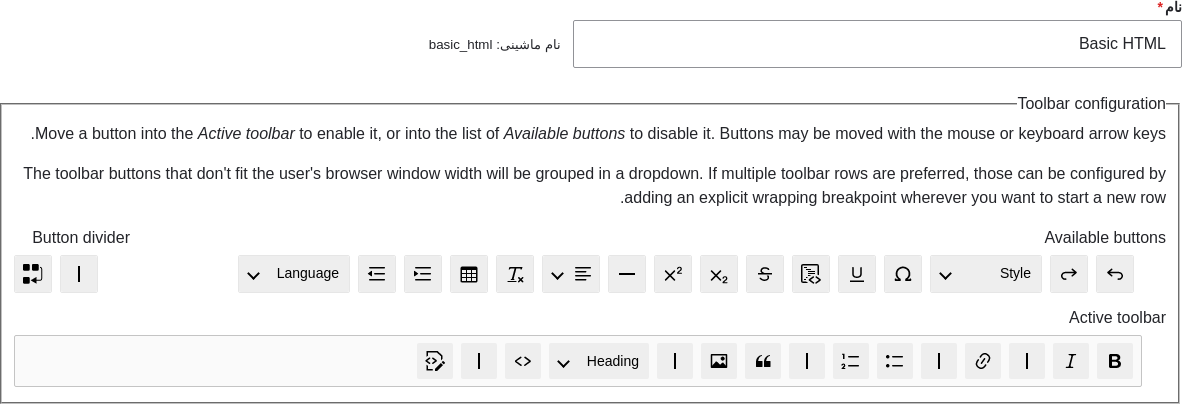 نام *
Basic HTML
نام ماشینی: basic_html
Toolbar configuration
Move a button into the Active toolbar to enable it, or into the list of Available buttons to disable it. Buttons may be moved with the mouse or keyboard arrow keys.
The toolbar buttons that don't fit the user's browser window width will be grouped in a dropdown. If multiple toolbar rows are preferred, those can be configured by
adding an explicit wrapping breakpoint wherever you want to start a new row.
Available buttons
Button divider
Style
Language
Active toolbar
Heading